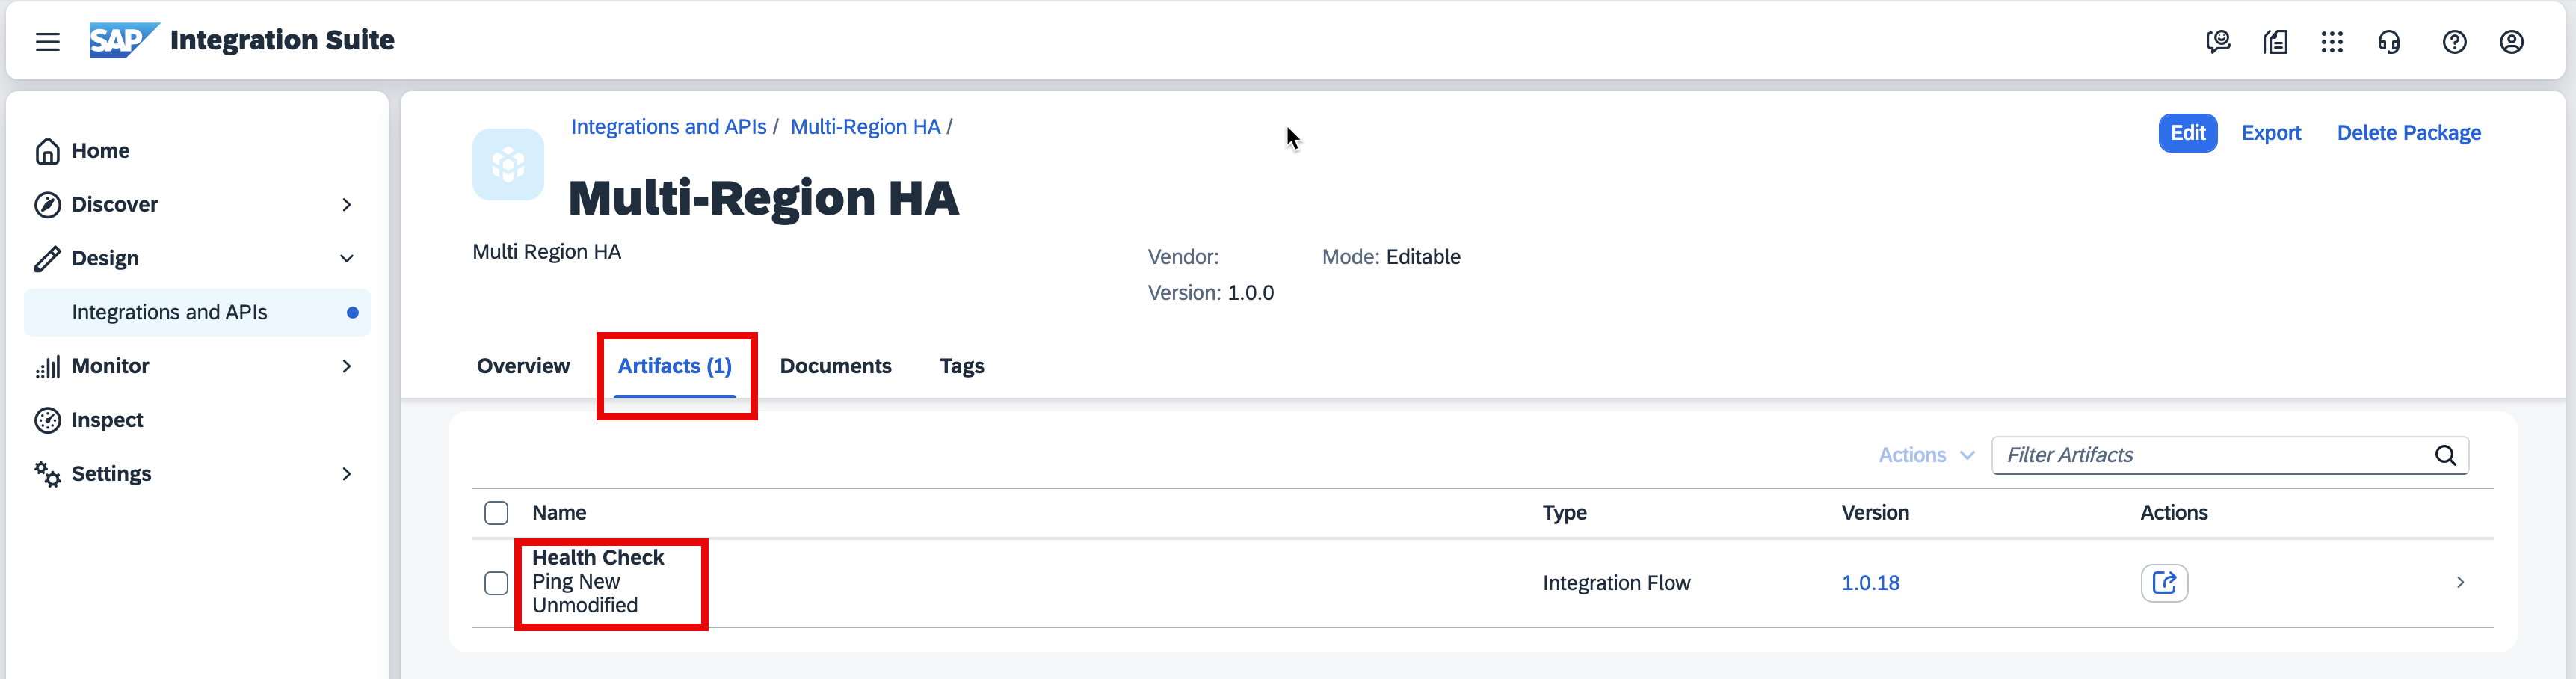 SAP Integration Suite
Home
Discover
Design
Integrations and APIs
Monitor
Inspect
Settings
Integrations and APIs / Multi-Region HA /
Edit Export Delete Package
Multi-Region HA
Multi Region HA
Vendor: Mode: Editable
Version: 1.0.0
Overview Artifacts (1) Documents Tags
Actions Filter Artifacts
Name Type Version Actions
Health Check
Ping New
Unmodified
Integration Flow 1.0.18